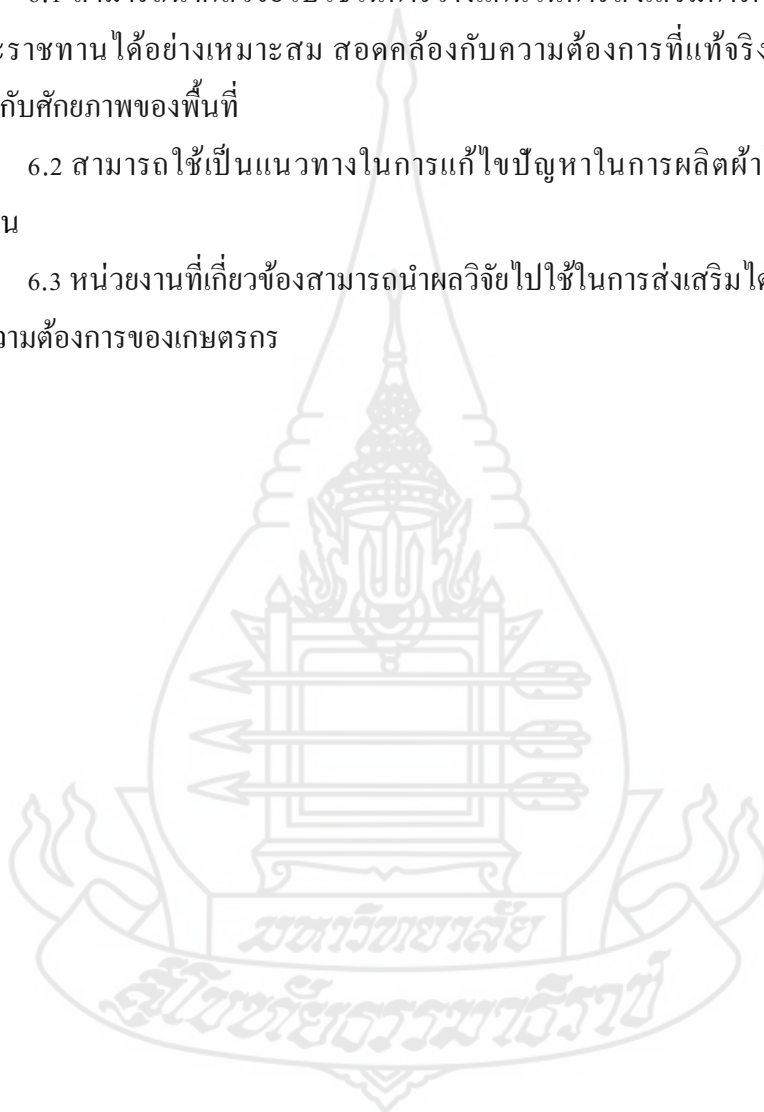 ะราชทานได้อย่างเหมาะสม สอดคล้องกับความต้องการที่แท้จริง
กับศักยภาพของพื้นที่
6.2 สามารถใช้เป็นแนวทางในการแก้ไขปัญหาในการผลิตผ้า
น
6.3 หน่วยงานที่เกี่ยวข้องสามารถนำผลวิจัยไปใช้ในการส่งเสริมได
วามต้องการของเกษตรกร
มหาวิทยาลัย
สุโขทัยธรรมาธิราช